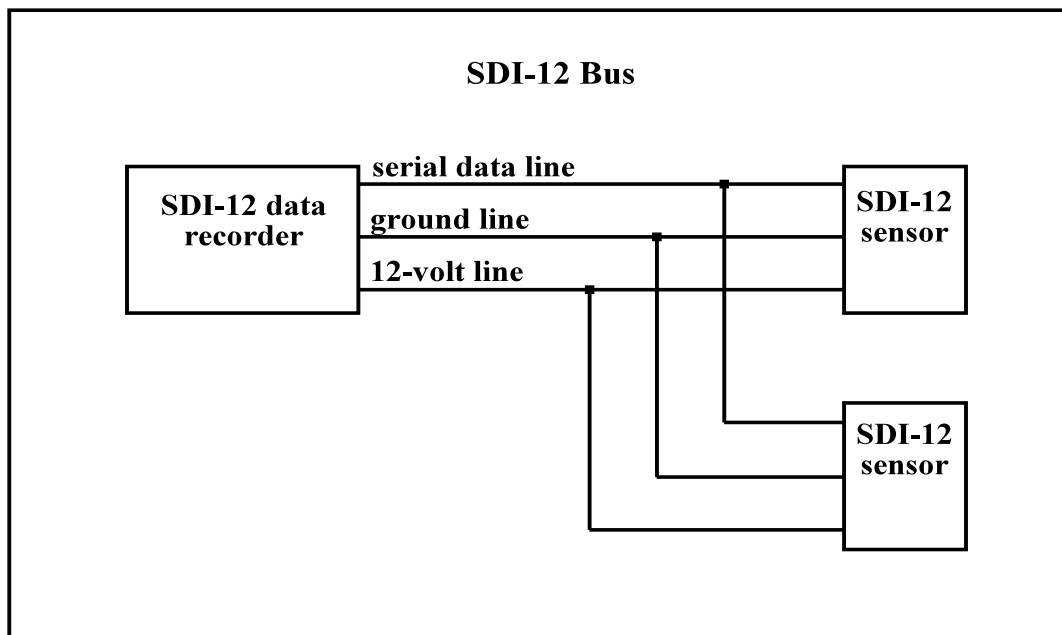 SDI-12 Bus
serial data line
SDI-12 data
recorder
ground line
12-volt line
SDI-12
sensor
SDI-12
sensor